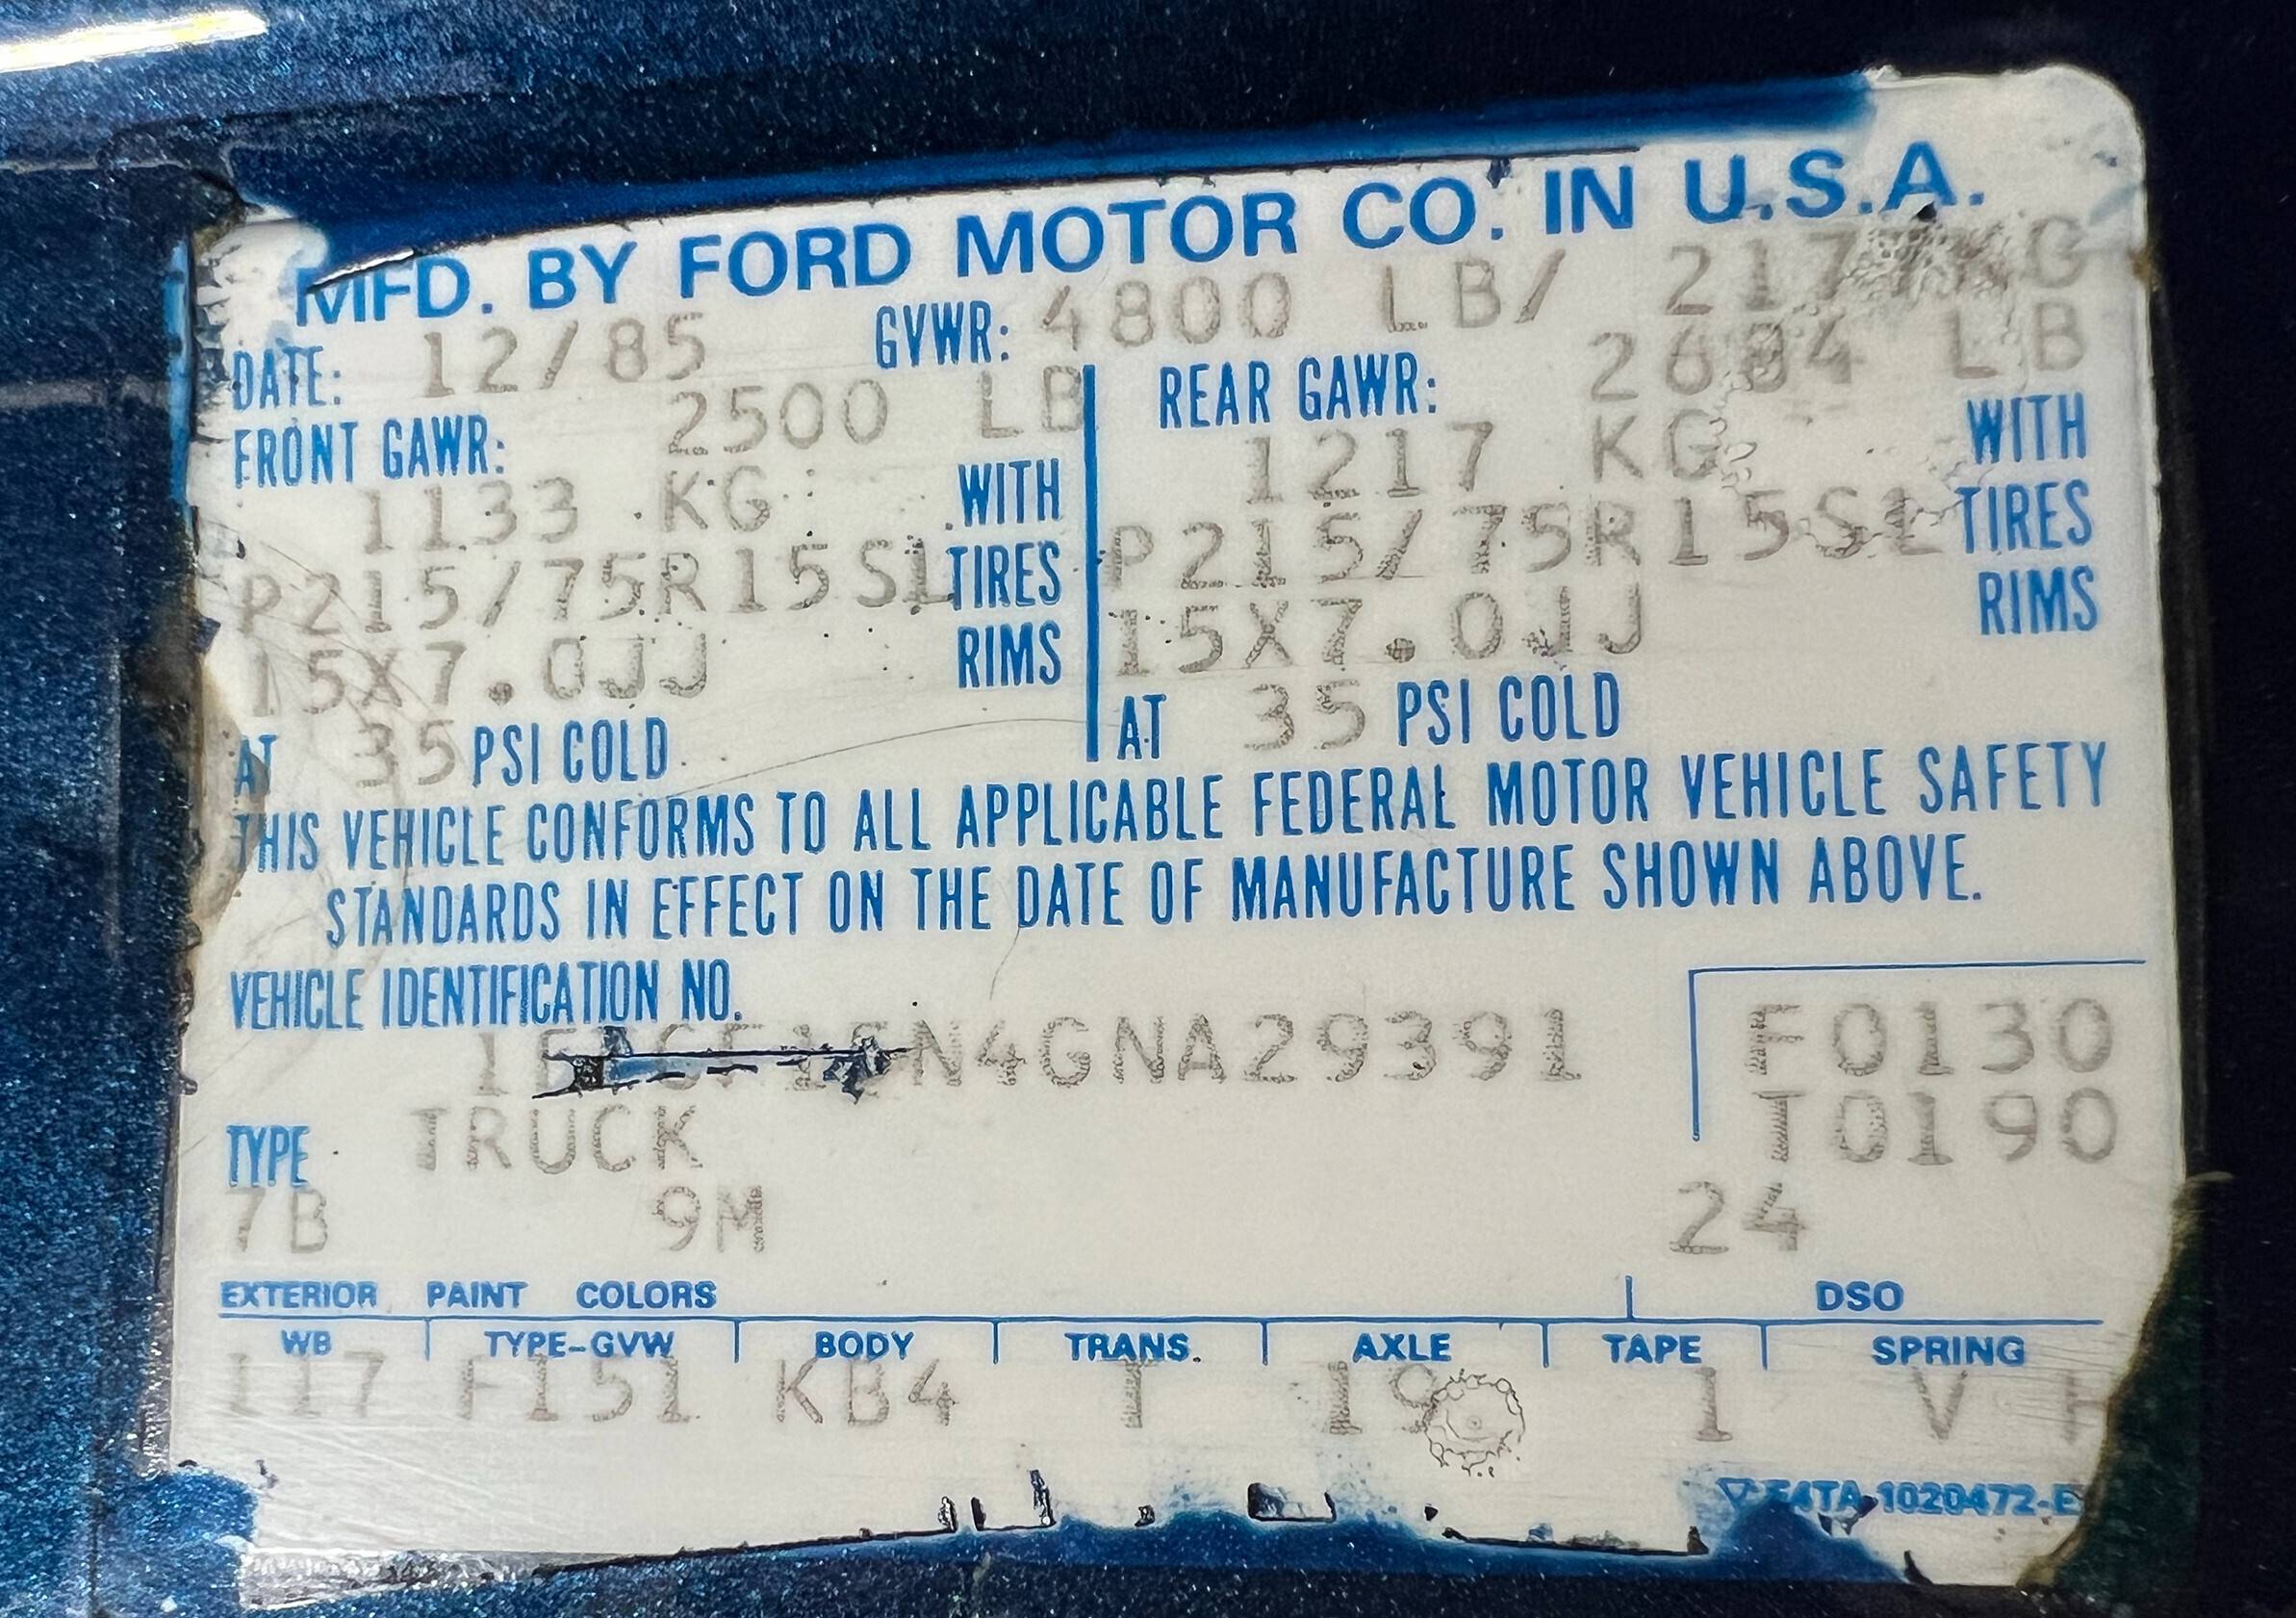 MFD. BY FORD MOTOR CO. IN U.S.A.
DATE: 12/85 GVWR: 4800 LB/
FRONT GAWR: 2500 LB
1133 KG WITH
P215/75R15SL TIRES
15X7.0JJ RIMS
AT 35 PSI COLD
REAR GAWR: 2684 LB
1217 KG WITH
P215/75R15SL TIRES
15X7.0JJ RIMS
AT 35 PSI COLD
THIS VEHICLE CONFORMS TO ALL APPLICABLE FEDERAL MOTOR VEHICLE SAFETY
STANDARDS IN EFFECT ON THE DATE OF MANUFACTURE SHOWN ABOVE.
VEHICLE IDENTIFICATION NO.
F0130
TYPE TRUCK T0190
7B 9M 24
EXTERIOR PAINT COLORS DSO
WB TYPE-GVW BODY TRANS. AXLE TAPE SPRING
117 F151 KB4 T 19 1 V